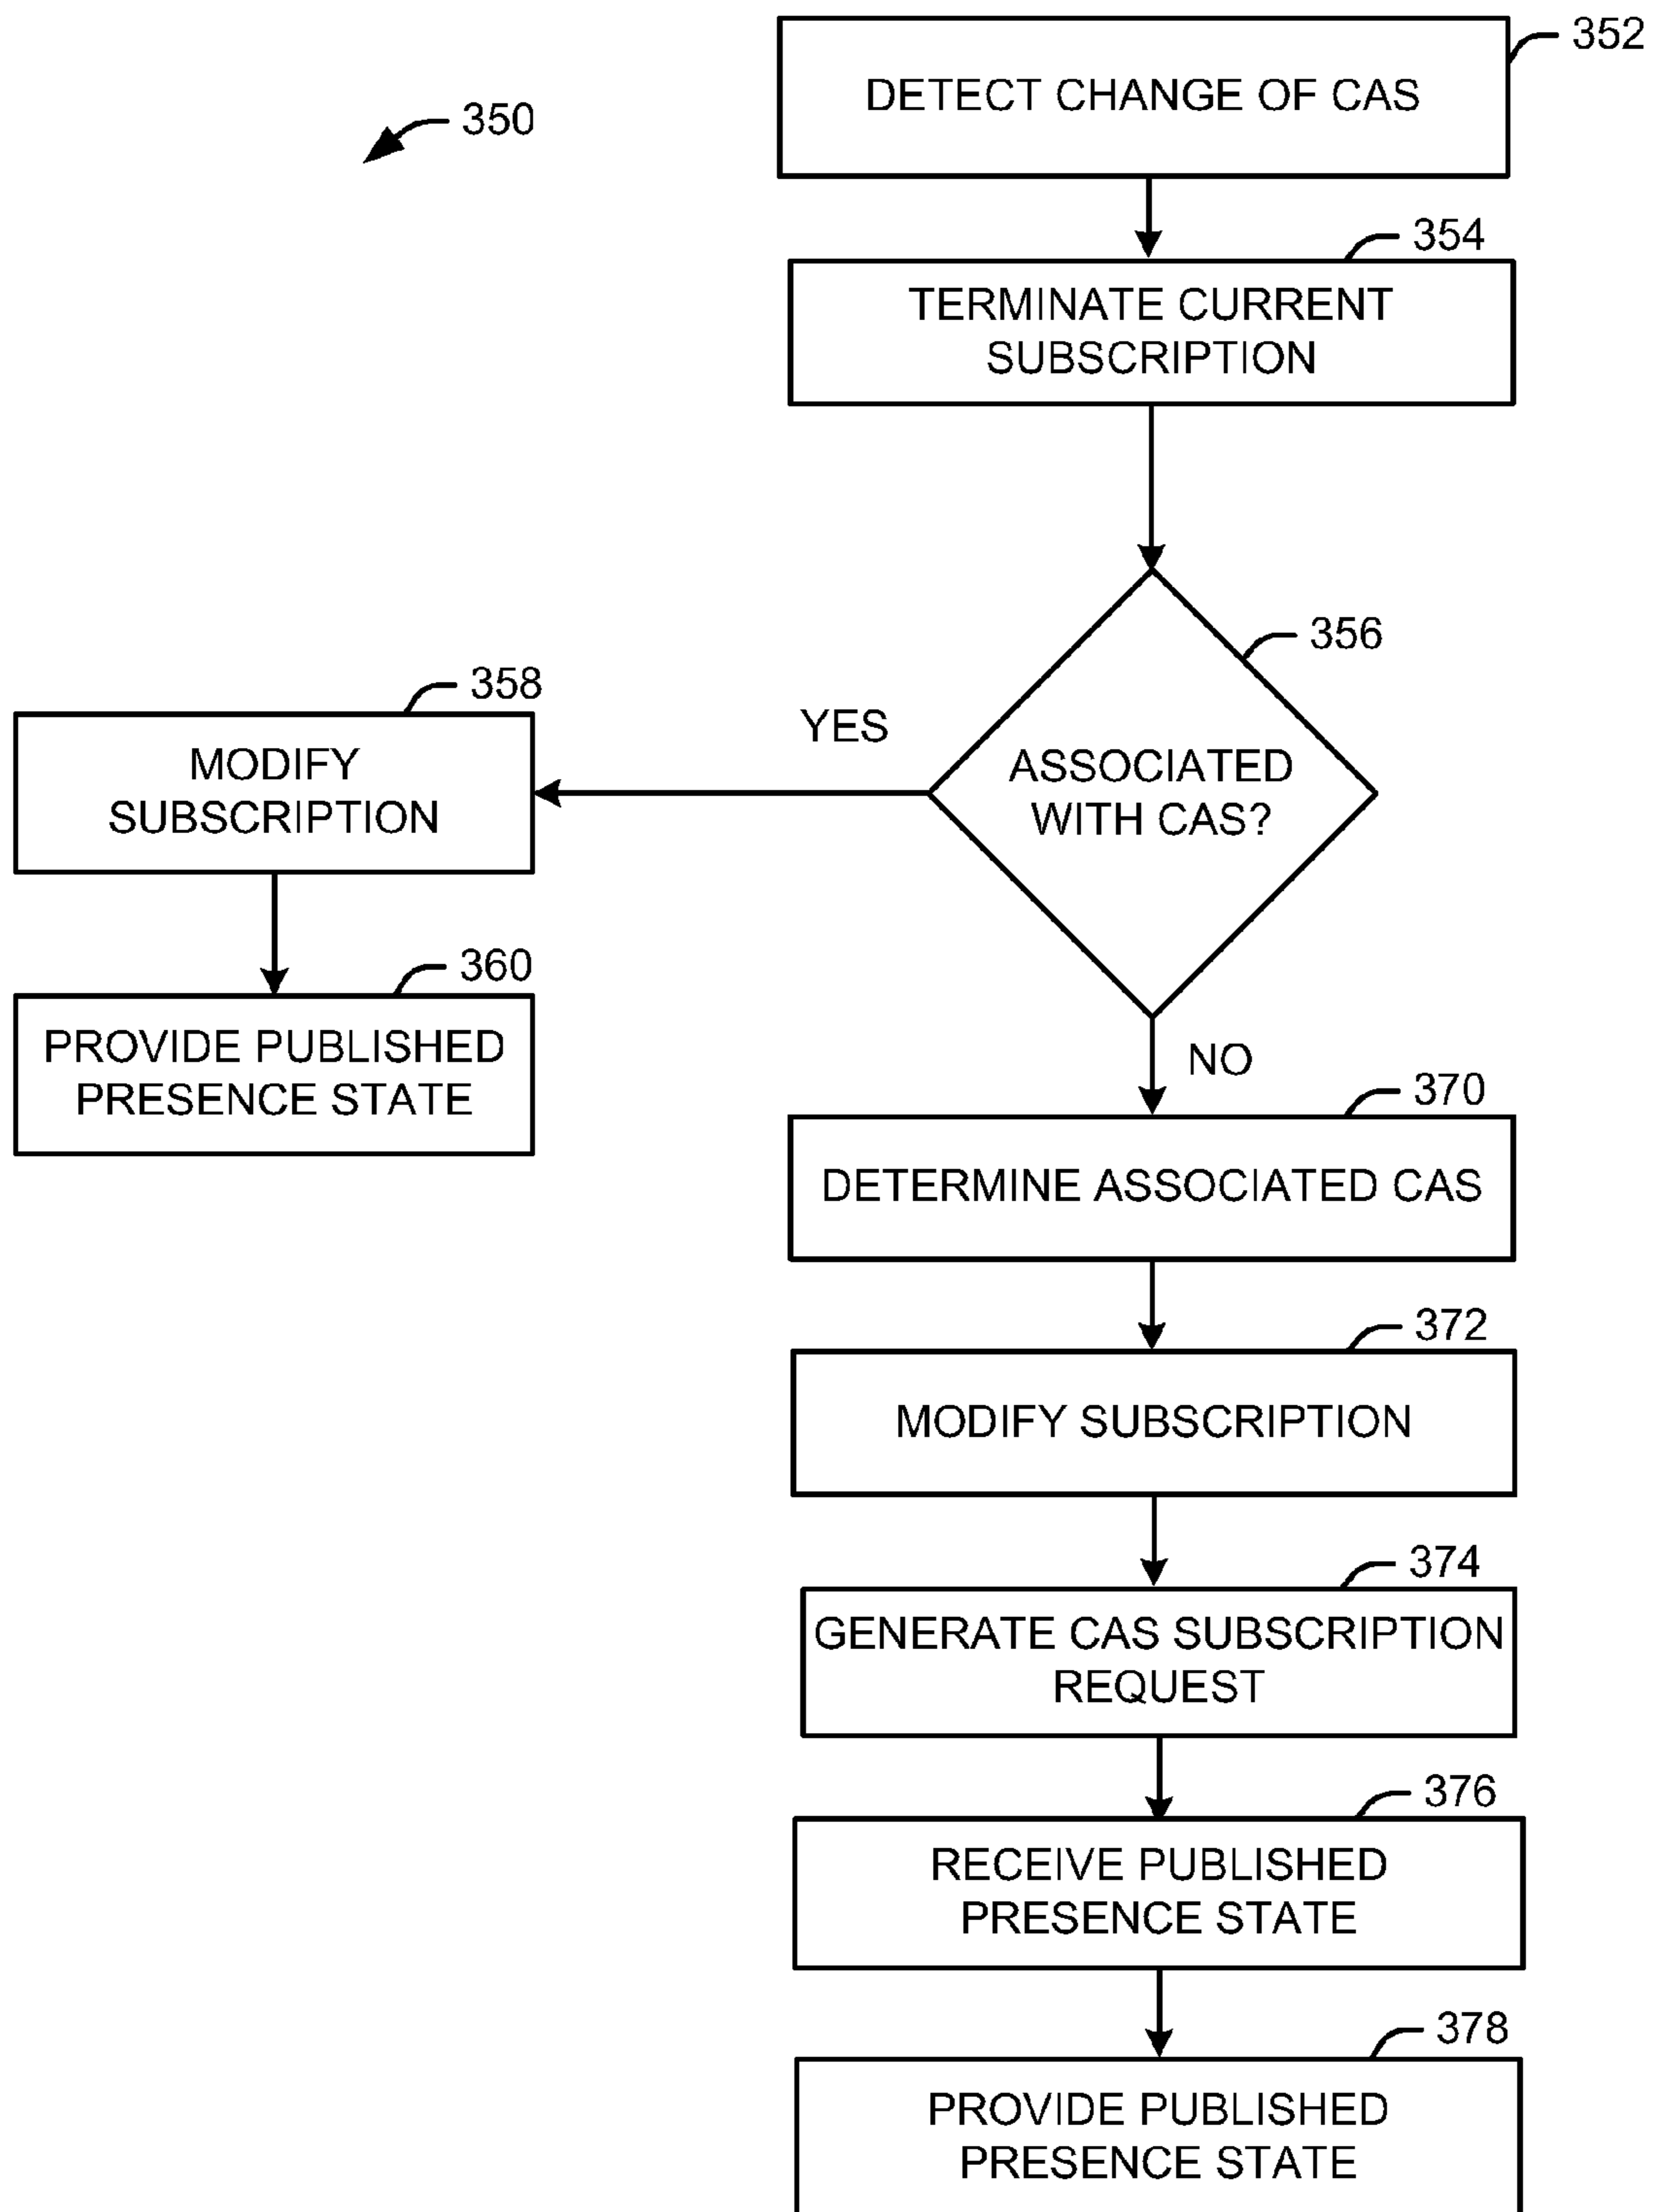 352
DETECT CHANGE OF CAS
350
354
TERMINATE CURRENT
SUBSCRIPTION
356
ASSOCIATED
WITH CAS?
YES
358
MODIFY
SUBSCRIPTION
360
PROVIDE PUBLISHED
PRESENCE STATE
NO
370
DETERMINE ASSOCIATED CAS
372
MODIFY SUBSCRIPTION
374
GENERATE CAS SUBSCRIPTION
REQUEST
376
RECEIVE PUBLISHED
PRESENCE STATE
378
PROVIDE PUBLISHED
PRESENCE STATE